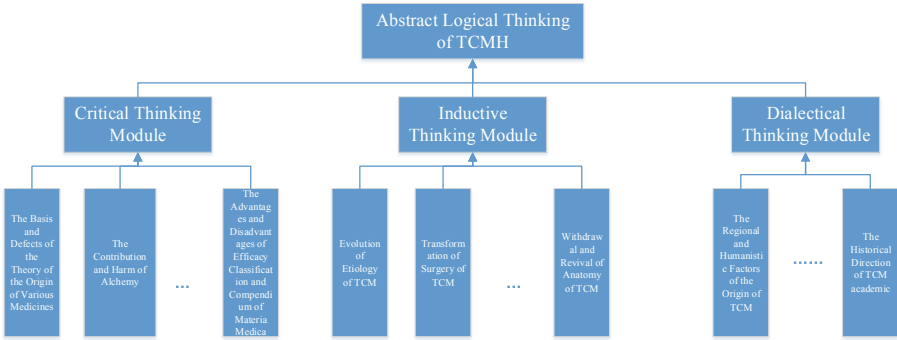 Abstract Logical Thinking
of TCMH
Critical Thinking
Module
Inductive
Thinking Module
Dialectical
Thinking Module
The Basis
and
Defects of
the
Theory of
the Origin
of Various
Medicines
The
Contribution
and Harm of
Alchemy
...
The
Advantag
es and
Disadvant
ages of
Efficacy
Classificat
ion and
Compendi
um of
Materia
Medica
Evolution
of
Etiology
of TCM
Transform
ation of
Surgery of
TCM
...
Withdraw
al and
Revival of
Anatomy
of TCM
The
Regional
and
Humanisti
c Factors
of the
Origin of
TCM
......
The
Historical
Direction
of TCM
academic